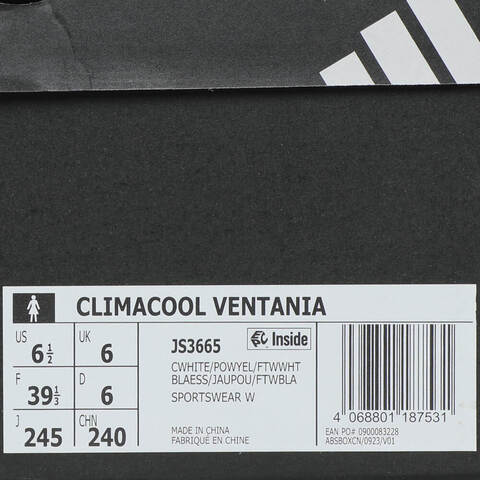 CLIMACOOL VENTANIA
US 6 1/2
UK 6
F 39 1/3
D 6
J 245
CHN 240
JS3665
Inside
CWHITE/POWYEL/FTWWHT
BLAESS/JAUPOU/FTWBLA
SPORTSWEAR W
MADE IN CHINA
FABRIQUÉ EN CHINE
4 068801 187531
EAN PO# 0900083228
ABSBOXCN/0923/V01